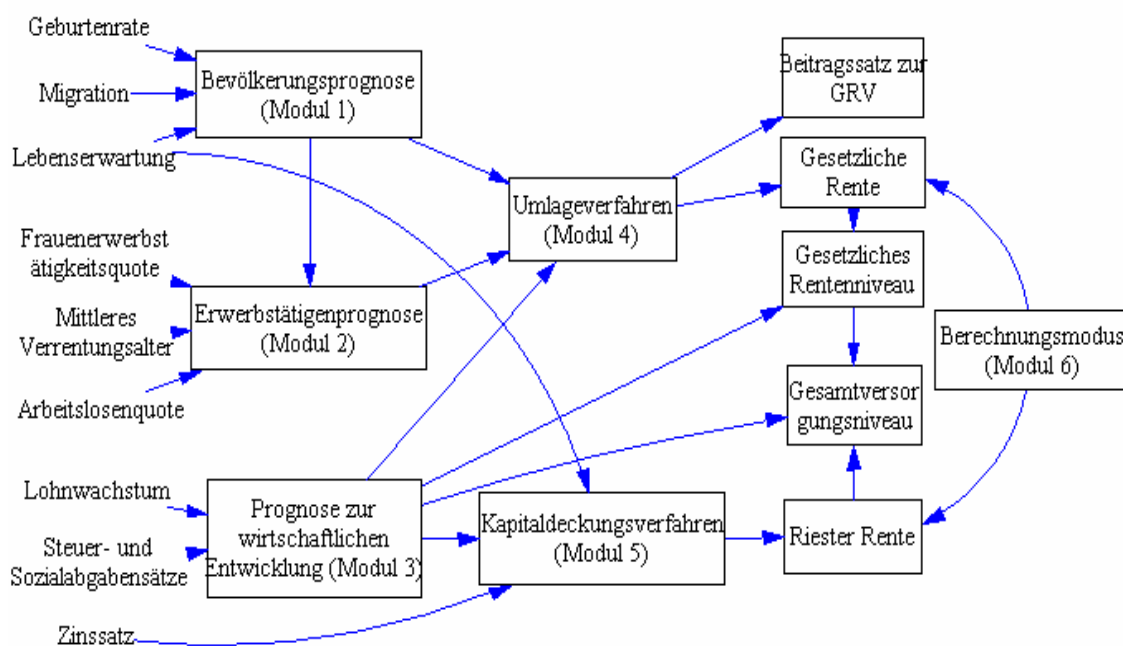 Geburtenrate
Migration
Lebenserwartung
Bevölkerungsprognose
(Modul 1)
Frauenerwerbst
ätigkeitsquote
Mittleres
Verrentungsalter
Arbeitslosenquote
Erwerbstätigenprognose
(Modul 2)
Lohnwachstum
Steuer- und
Sozialabgabensätze
Zinssatz
Prognose zur
wirtschaftlichen
Entwicklung (Modul 3)
Umlageverfahren
(Modul 4)
Kapitaldeckungsverfahren
(Modul 5)
Beitragssatz zur
GRV
Gesetzliche
Rente
Gesetzliches
Rentenniveau
Gesamtversor
gungsniveau
Riester Rente
Berechnungsmodus
(Modul 6)